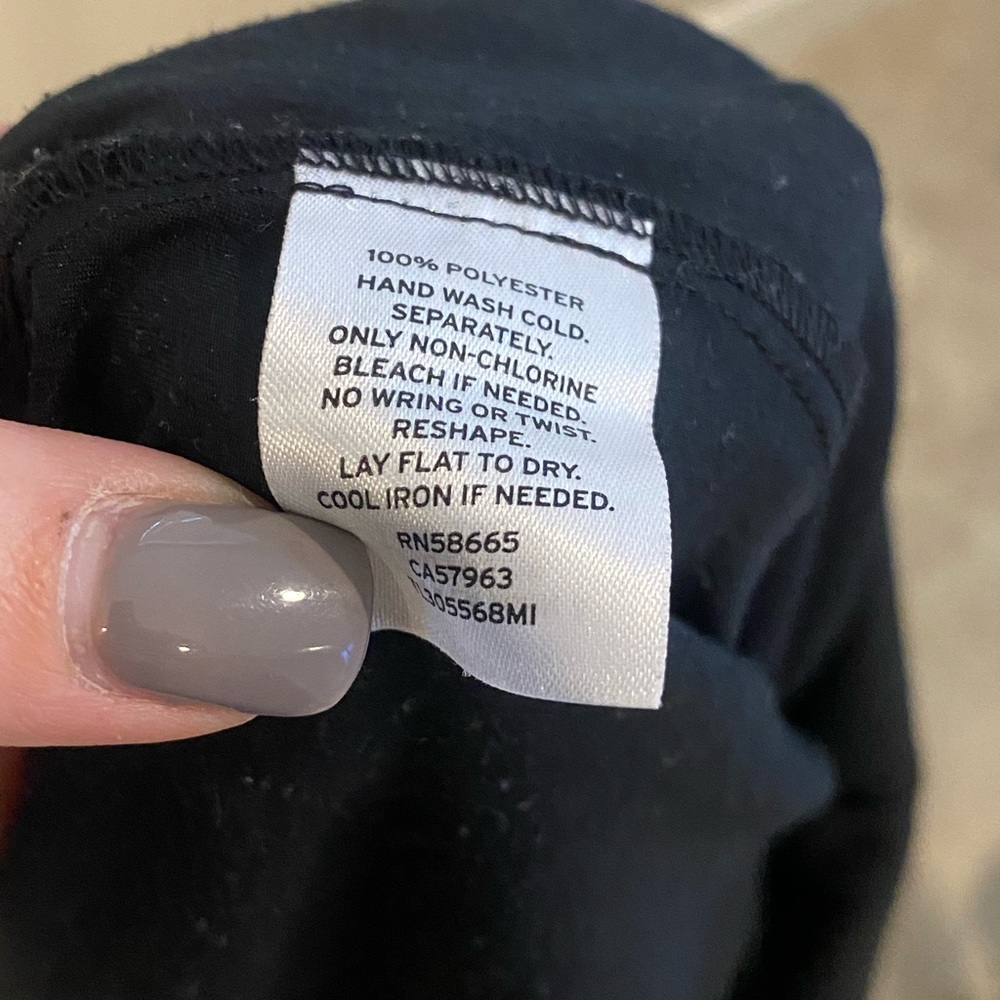 100% POLYESTER
HAND WASH COLD.
SEPARATELY.
ONLY NON-CHLORINE
BLEACH IF NEEDED.
NO WRING OR TWIST.
RESHAPE.
LAY FLAT TO DRY.
COOL IRON IF NEEDED.
RN58665
CA57963